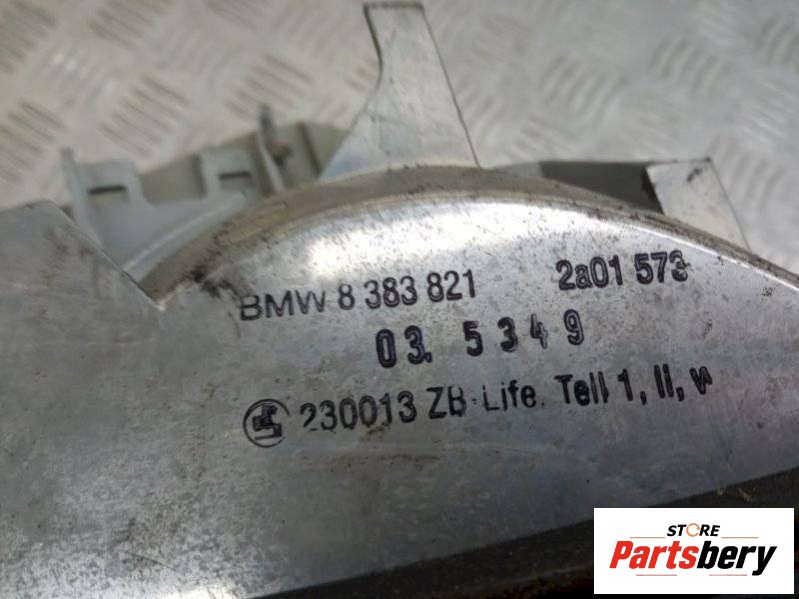 BMW 8 383 821 2a01 573
03. 5349
230013 ZB-Life. Teil 1, II, w
STORE
Partsbery